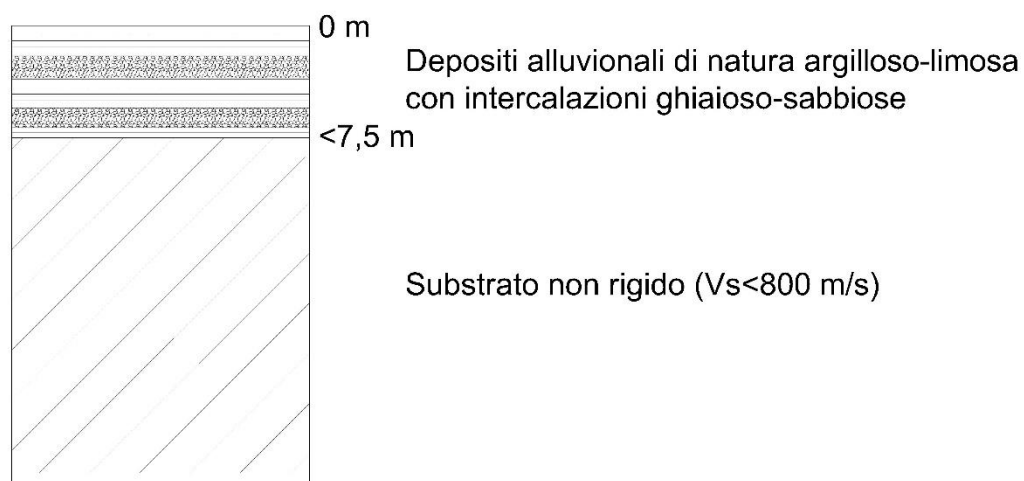 0 m
Depositi alluvionali di natura argilloso-limosa
con intercalazioni ghiaioso-sabbiose
<7,5 m
Substrato non rigido (Vs<800 m/s)